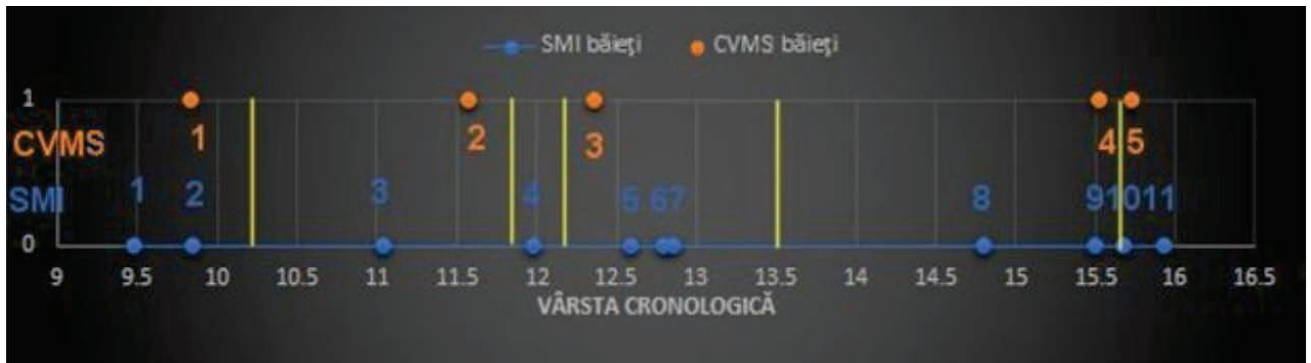 SMI băieţi CVMS băieţi
1
CVMS 1 2 3 4 5
SMI 1 2 3 4 5 6 7 8 9 10 11
0
9 9.5 10 10.5 11 11.5 12 12.5 13 13.5 14 14.5 15 15.5 16 16.5
VÂRSTA CRONOLOGICĂ